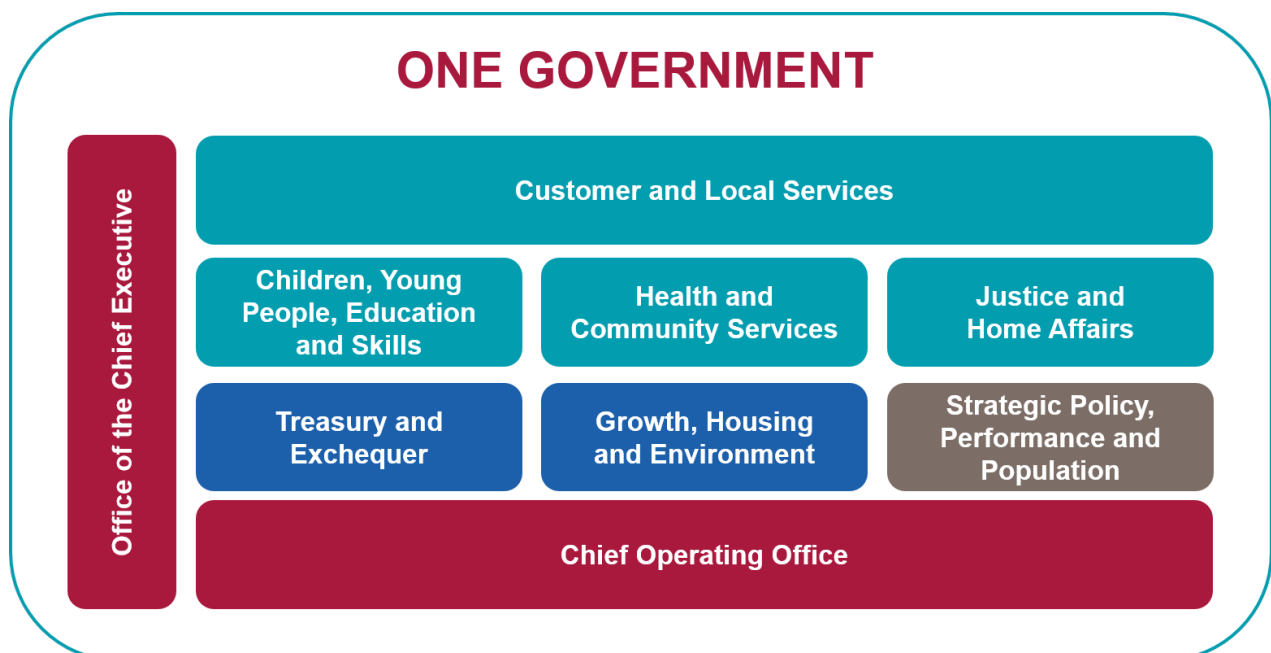 ONE GOVERNMENT
Office of the Chief Executive
Customer and Local Services
Children, Young
People, Education
and Skills
Health and
Community Services
Justice and
Home Affairs
Treasury and
Exchequer
Growth, Housing
and Environment
Strategic Policy,
Performance and
Population
Chief Operating Office